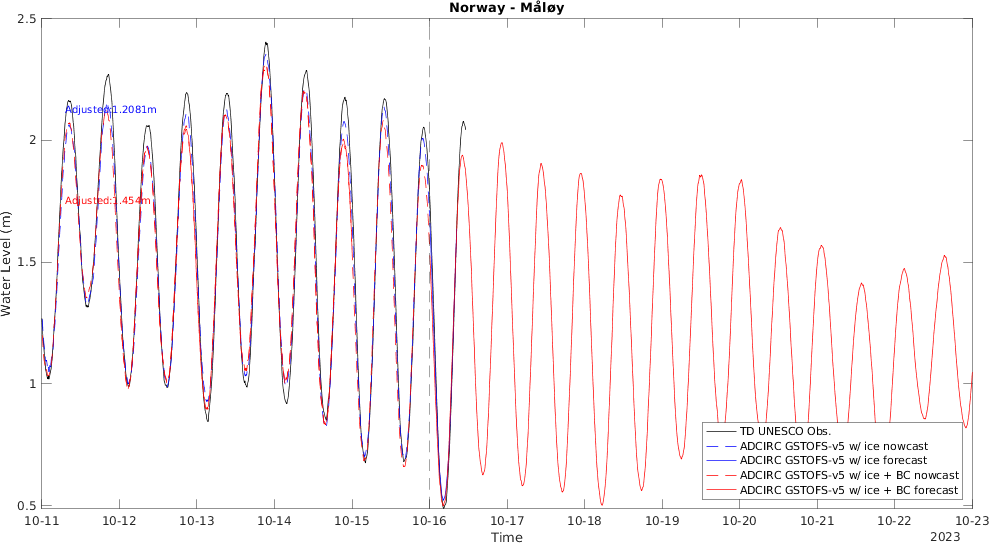 Norway - Måløy
2.5
2
1.5
1
0.5
Water Level (m)
Adjusted:1.2081m
Adjusted:1.454m
TD UNESCO Obs.
ADCIRC GSTOFS-v5 w/ ice nowcast
ADCIRC GSTOFS-v5 w/ ice forecast
ADCIRC GSTOFS-v5 w/ ice + BC nowcast
ADCIRC GSTOFS-v5 w/ ice + BC forecast
10-11 10-12 10-13 10-14 10-15 10-16 10-17 10-18 10-19 10-20 10-21 10-22 10-23
Time
2023